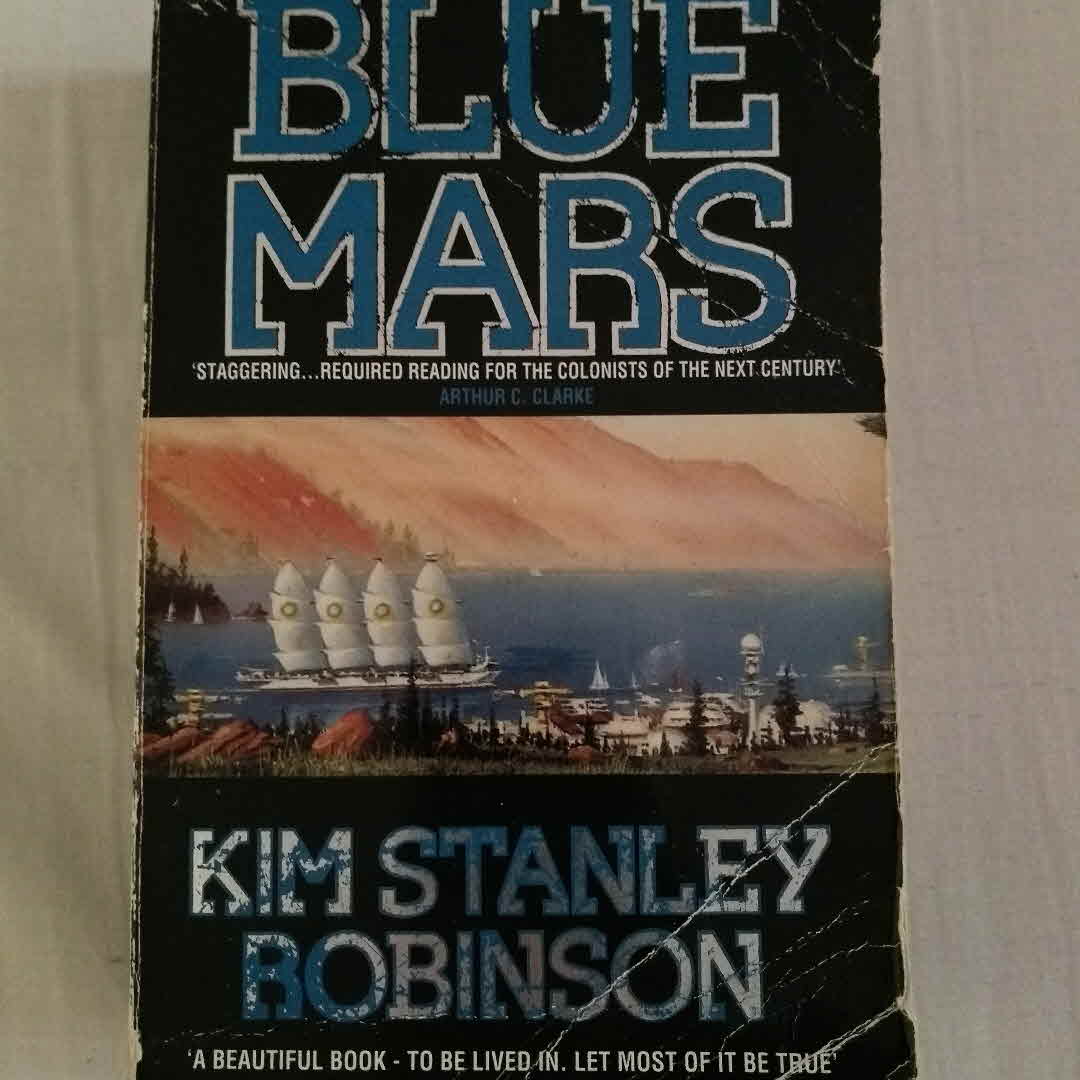 BLUE
MARS
'STAGGERING...REQUIRED READING FOR THE COLONISTS OF THE NEXT CENTURY'
ARTHUR C. CLARKE
KIM STANLEY
ROBINSON
'A BEAUTIFUL BOOK - TO BE LIVED IN. LET MOST OF IT BE TRUE'